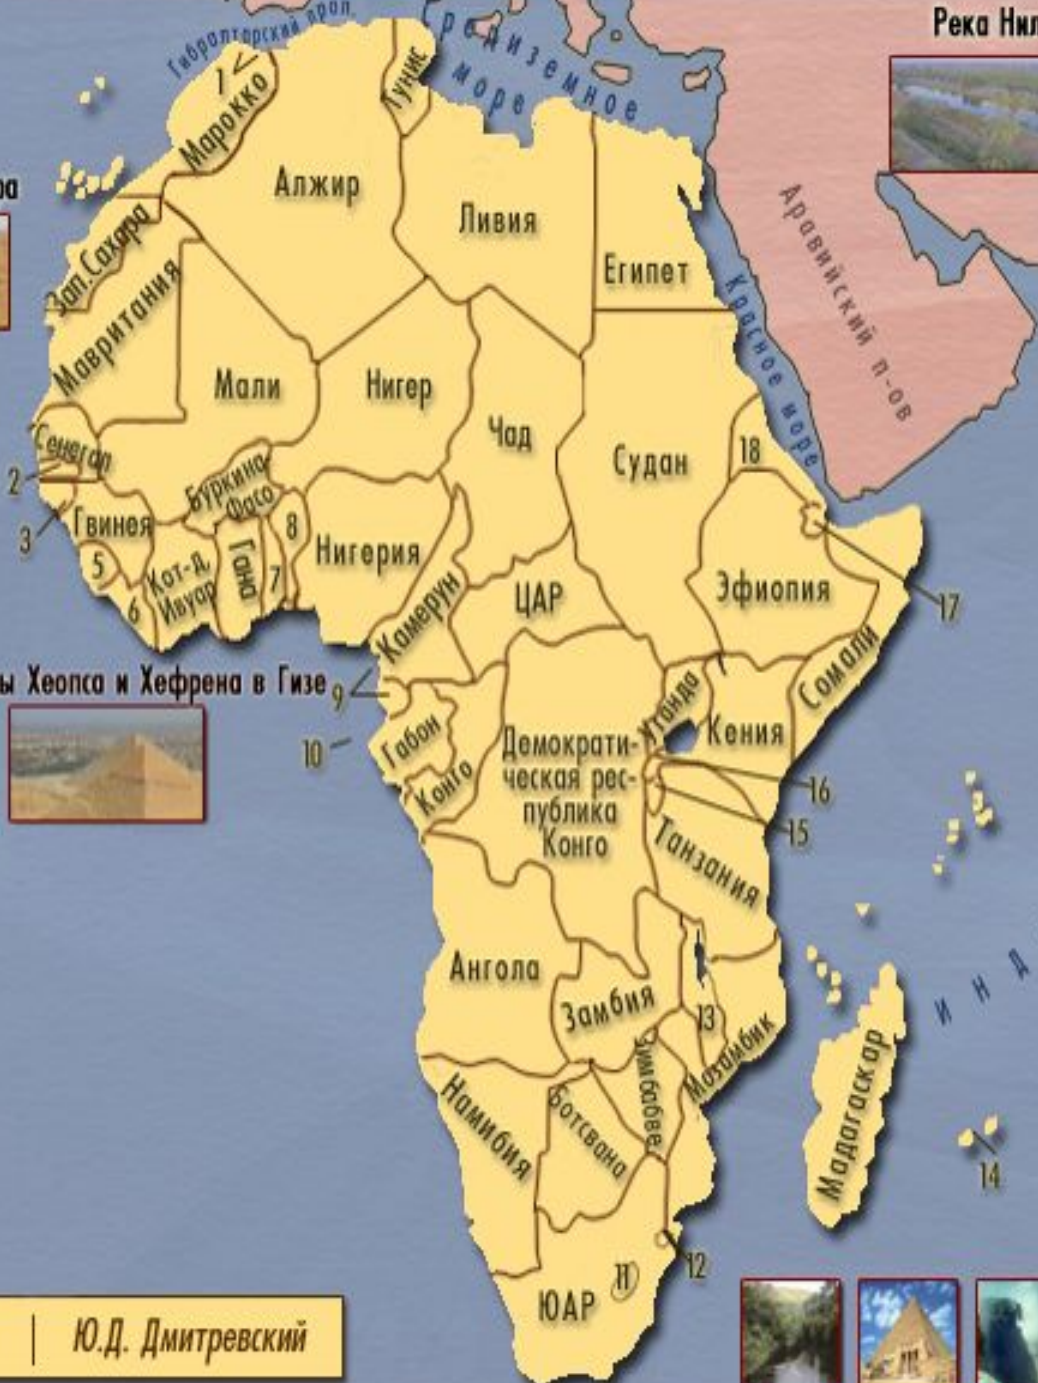 Гибралтарский прол.
Средиземное
море
Река Нил
1
Марокко
Тунис
Алжир
Ливия
Египет
Аравийский п-ов
Красное море
ра
Зап.Сахара
Мавритания
Мали
Нигер
Чад
Судан
18
Сенегал
2
3
Гвинея
Буркина
Фасо
5
6
Кот-д,
Ивуар
Гана
7
8
Нигерия
Камерун
ЦАР
Эфиопия
17
Сомали
ы Хеопса и Хефрена в Гизе
9
10
Габон
Конго
Демократи-
ческая рес-
публика
Конго
Уганда
Кения
16
15
Танзания
Ангола
Замбия
13
Мозамбик
Зимбабве
Намибия
Ботсвана
Мадагаскар
И Н Д
14
12
11
ЮАР
Ю.Д. Дмитревский